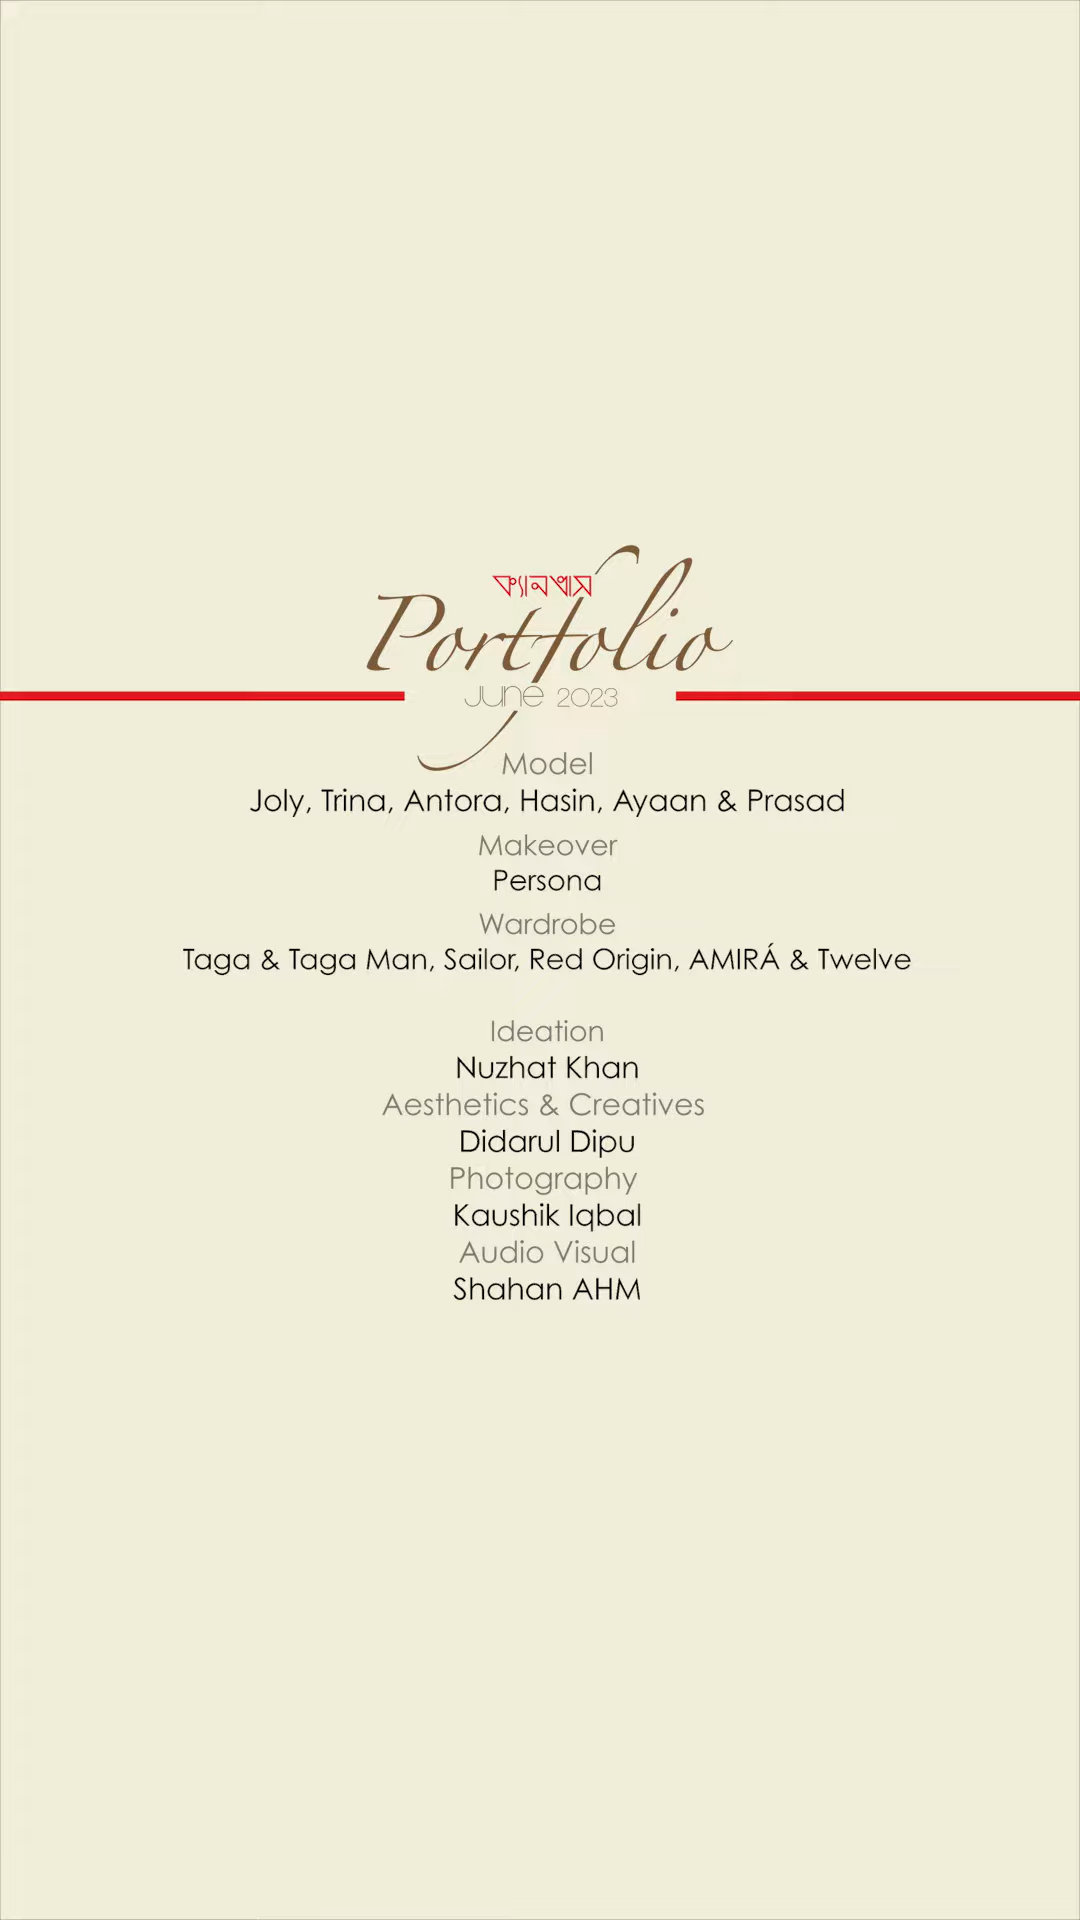 ক্যানভাস
Portfolio
June 2023
Model
Joly, Trina, Antora, Hasin, Ayaan & Prasad
Makeover
Persona
Wardrobe
Taga & Taga Man, Sailor, Red Origin, AMIRÁ & Twelve
Ideation
Nuzhat Khan
Aesthetics & Creatives
Didarul Dipu
Photography
Kaushik Iqbal
Audio Visual
Shahan AHM